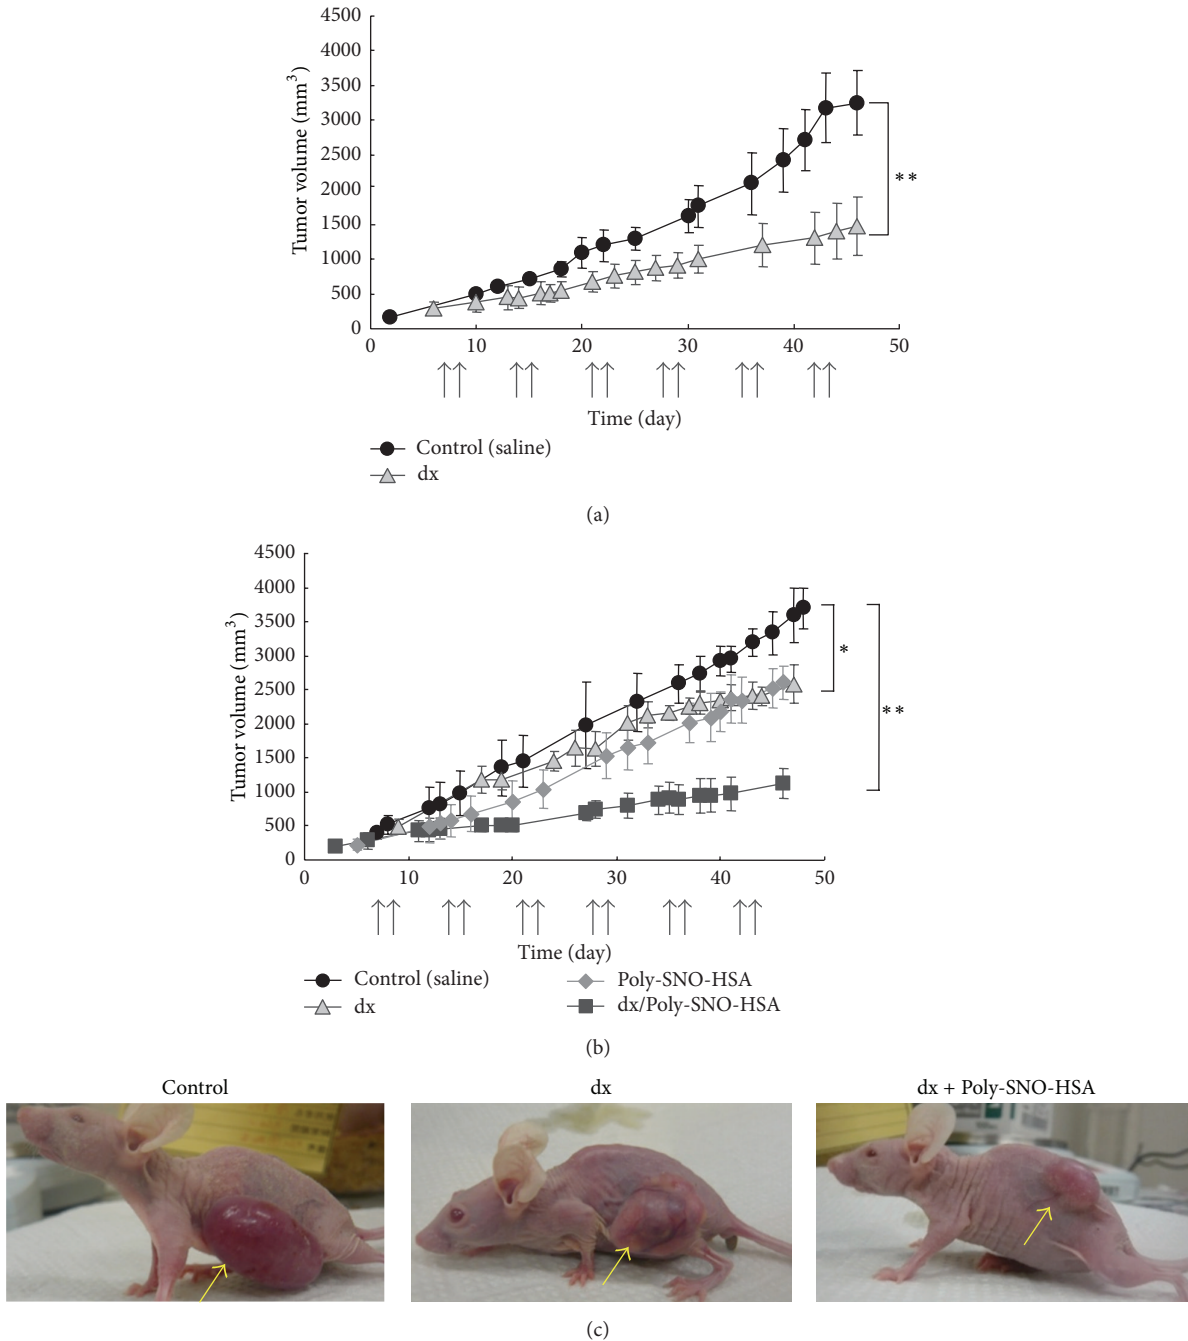 4500
4000
3500
3000
2500
2000
1500
1000
500
0
Tumor volume (mm³)
**
0 10 20 30 40 50
↑↑ ↑↑ ↑↑ ↑↑ ↑↑ ↑↑
Time (day)
Control (saline)
dx
(a)
4500
4000
3500
3000
2500
2000
1500
1000
500
0
Tumor volume (mm³)
*
**
0 10 20 30 40 50
↑↑ ↑↑ ↑↑ ↑↑ ↑↑ ↑↑
Time (day)
Control (saline) Poly-SNO-HSA
dx dx/Poly-SNO-HSA
(b)
Control dx dx + Poly-SNO-HSA
(c)